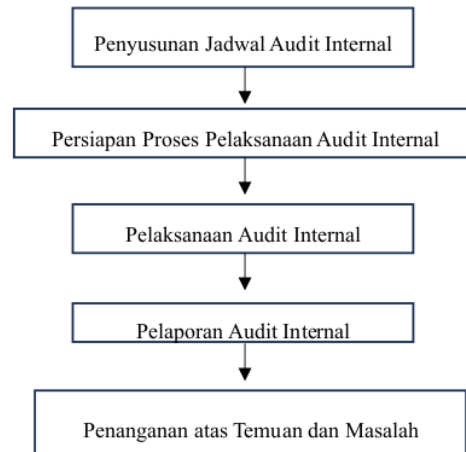 Penyusunan Jadwal Audit Internal
Persiapan Proses Pelaksanaan Audit Internal
Pelaksanaan Audit Internal
Pelaporan Audit Internal
Penanganan atas Temuan dan Masalah